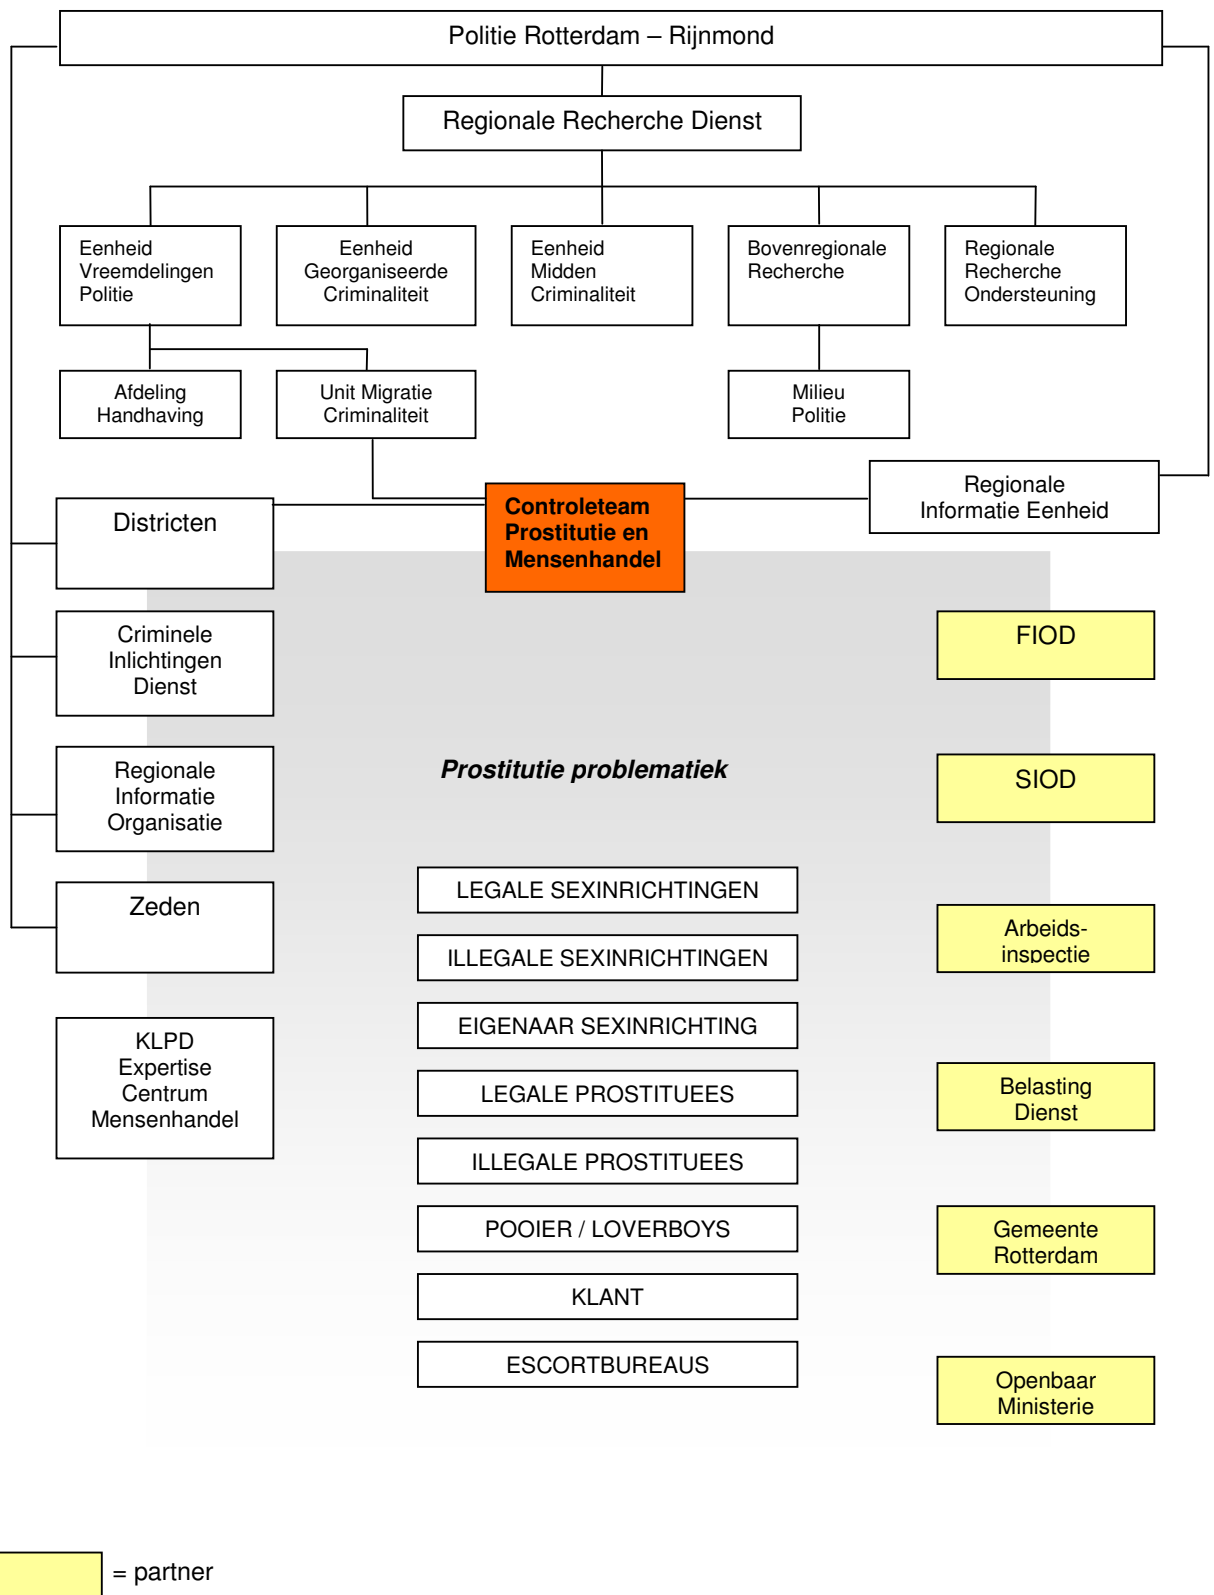 Politie Rotterdam – Rijnmond
Regionale Recherche Dienst
Eenheid
Vreemdelingen
Politie
Eenheid
Georganiseerde
Criminaliteit
Eenheid
Midden
Criminaliteit
Bovenregionale
Recherche
Regionale
Recherche
Ondersteuning
Afdeling
Handhaving
Unit Migratie
Criminaliteit
Milieu
Politie
Regionale
Informatie Eenheid
Controleteam
Prostitutie en
Mensenhandel
Districten
Criminele
Inlichtingen
Dienst
Regionale
Informatie
Organisatie
Zeden
KLPD
Expertise
Centrum
Mensenhandel
Prostitutie problematiek
LEGALE SEXINRICHTINGEN
ILLEGALE SEXINRICHTINGEN
EIGENAAR SEXINRICHTING
LEGALE PROSTITUEES
ILLEGALE PROSTITUEES
POOIER / LOVERBOYS
KLANT
ESCORTBUREAUS
FIOD
SIOD
Arbeids-
inspectie
Belasting
Dienst
Gemeente
Rotterdam
Openbaar
Ministerie
= partner